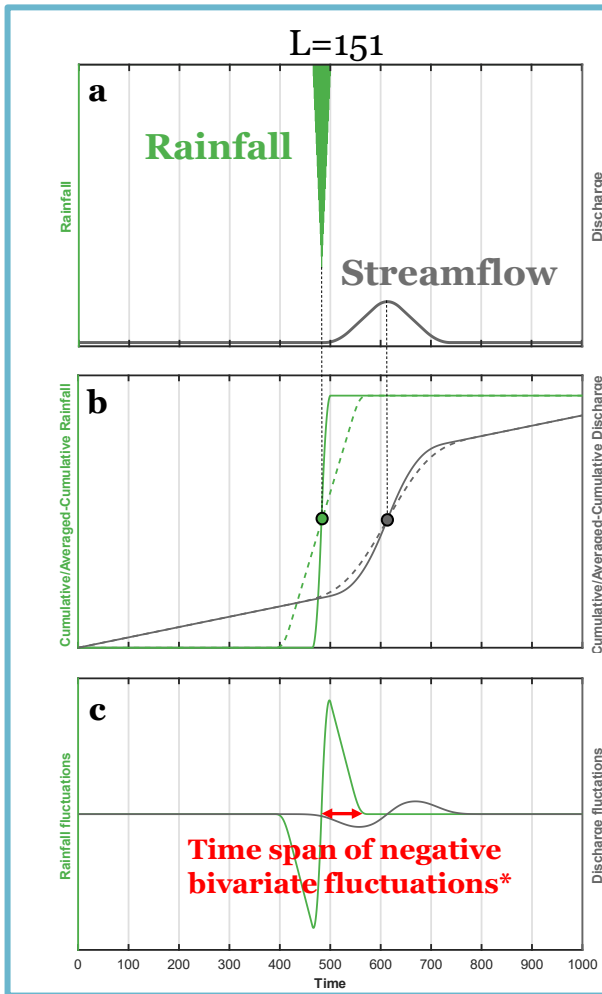 L=151
a
Rainfall
Rainfall
Discharge
Streamflow
b
Cumulative/Averaged-Cumulative Rainfall
Cumulative/Averaged-Cumulative Discharge
c
Rainfall fluctuations
Discharge fluctations
Time span of negative
bivariate fluctuations*
0 100 200 300 400 500 600 700 800 900 1000
Time